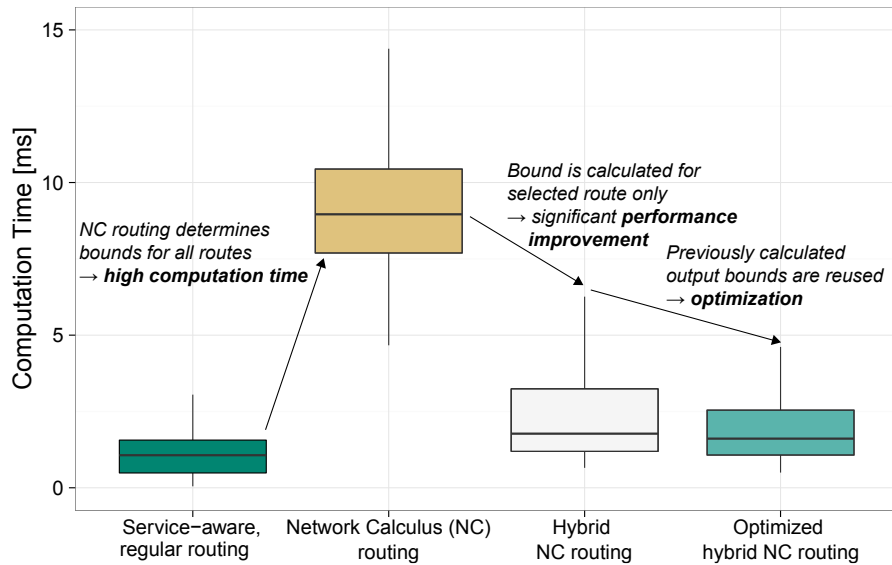 15
10
5
0
Computation Time [ms]
NC routing determines
bounds for all routes
→ high computation time
Bound is calculated for
selected route only
→ significant performance
improvement
Previously calculated
output bounds are reused
→ optimization
Service−aware,
regular routing
Network Calculus (NC)
routing
Hybrid
NC routing
Optimized
hybrid NC routing